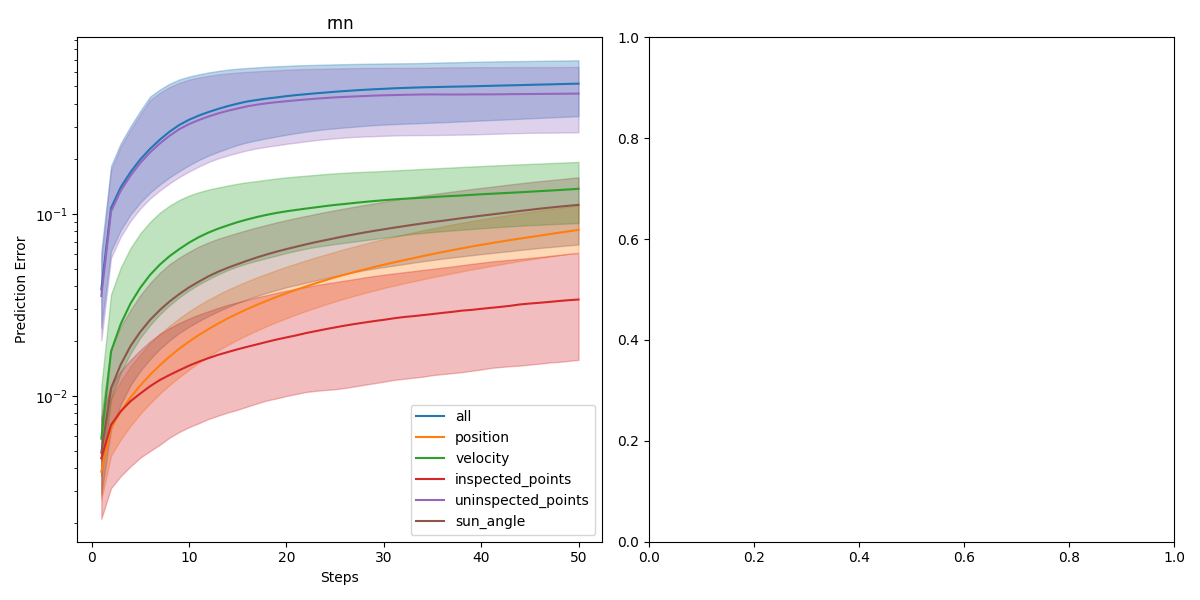 rnn
Prediction Error
10⁻¹
10⁻²
0 10 20 30 40 50
Steps
all
position
velocity
inspected_points
uninspected_points
sun_angle
1.0
0.8
0.6
0.4
0.2
0.0
0.0 0.2 0.4 0.6 0.8 1.0